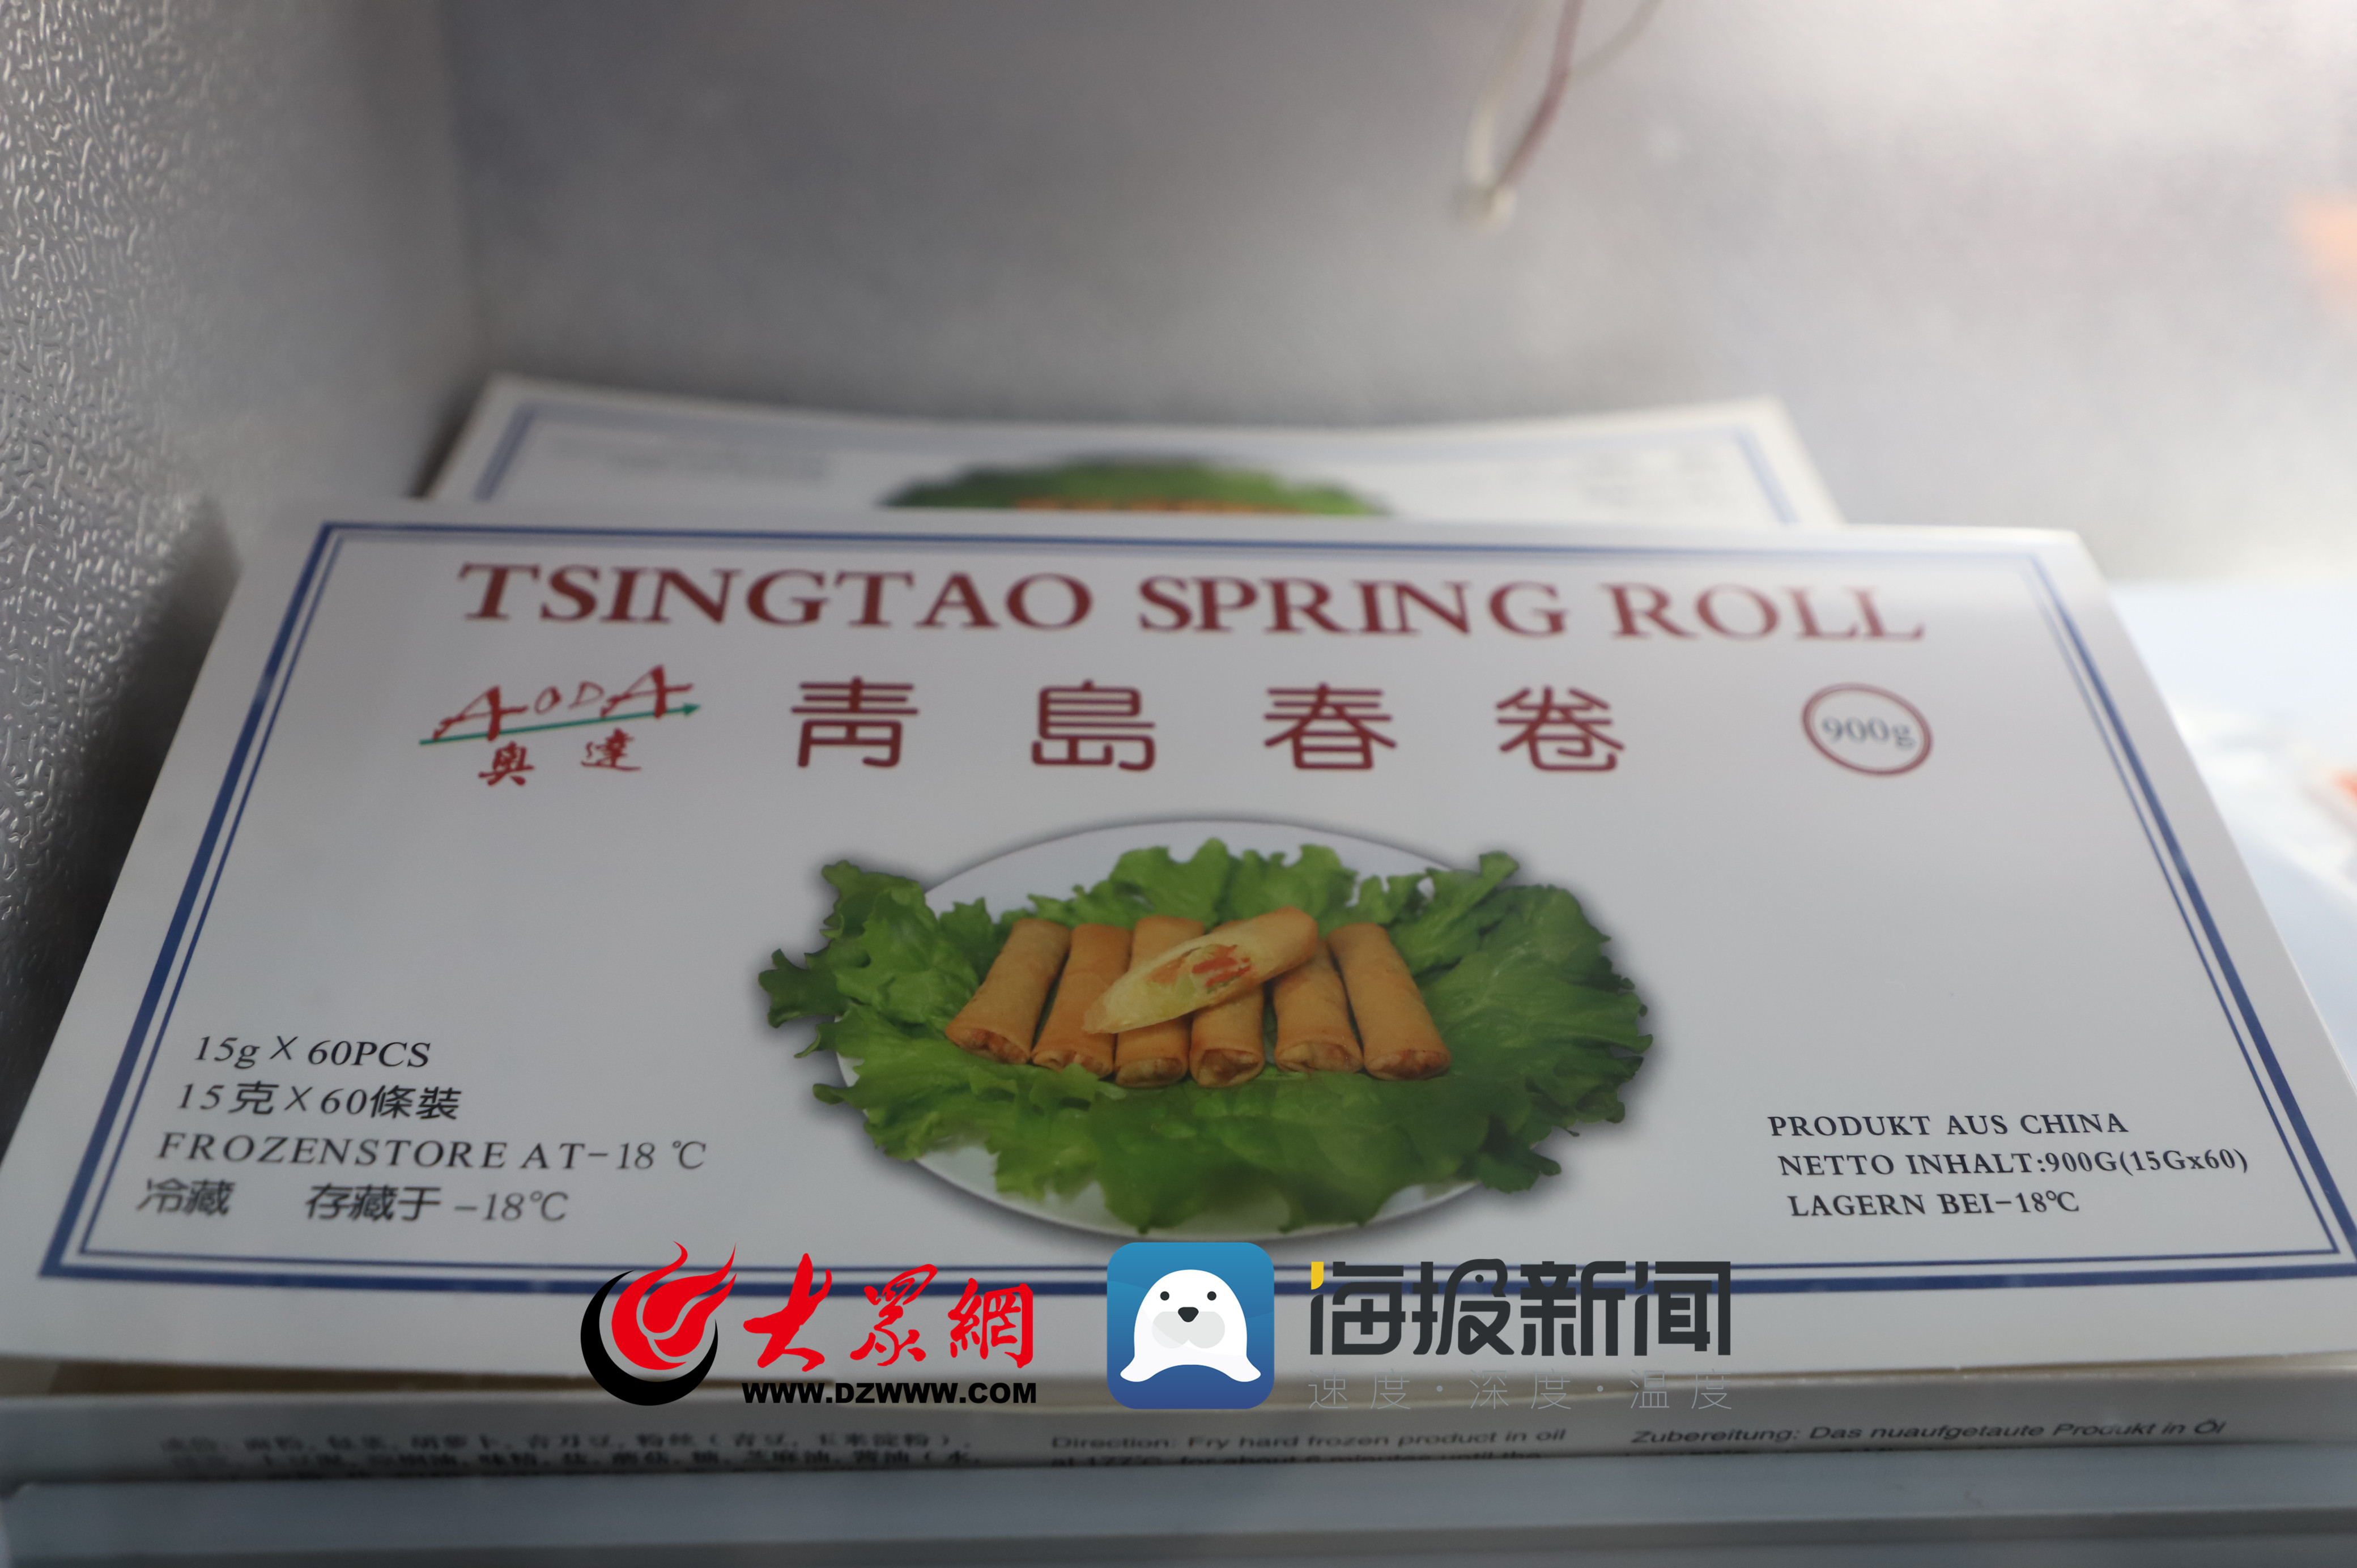 TSINGTAO SPRING ROLL
AODA
奥達
青島春卷
900g
15g X 60PCS
15克X60條裝
FROZENSTORE AT-18℃
冷藏 存藏于 -18℃
PRODUKT AUS CHINA
NETTO INHALT:900G(15Gx60)
LAGERN BEI-18℃
大眾網
WWW.DZWWW.COM
海报新闻
速度·深度·温度
Direction: Fry hard frozen product in oil
Zubereitung: Das nuaufgetaute Produkt in Öl